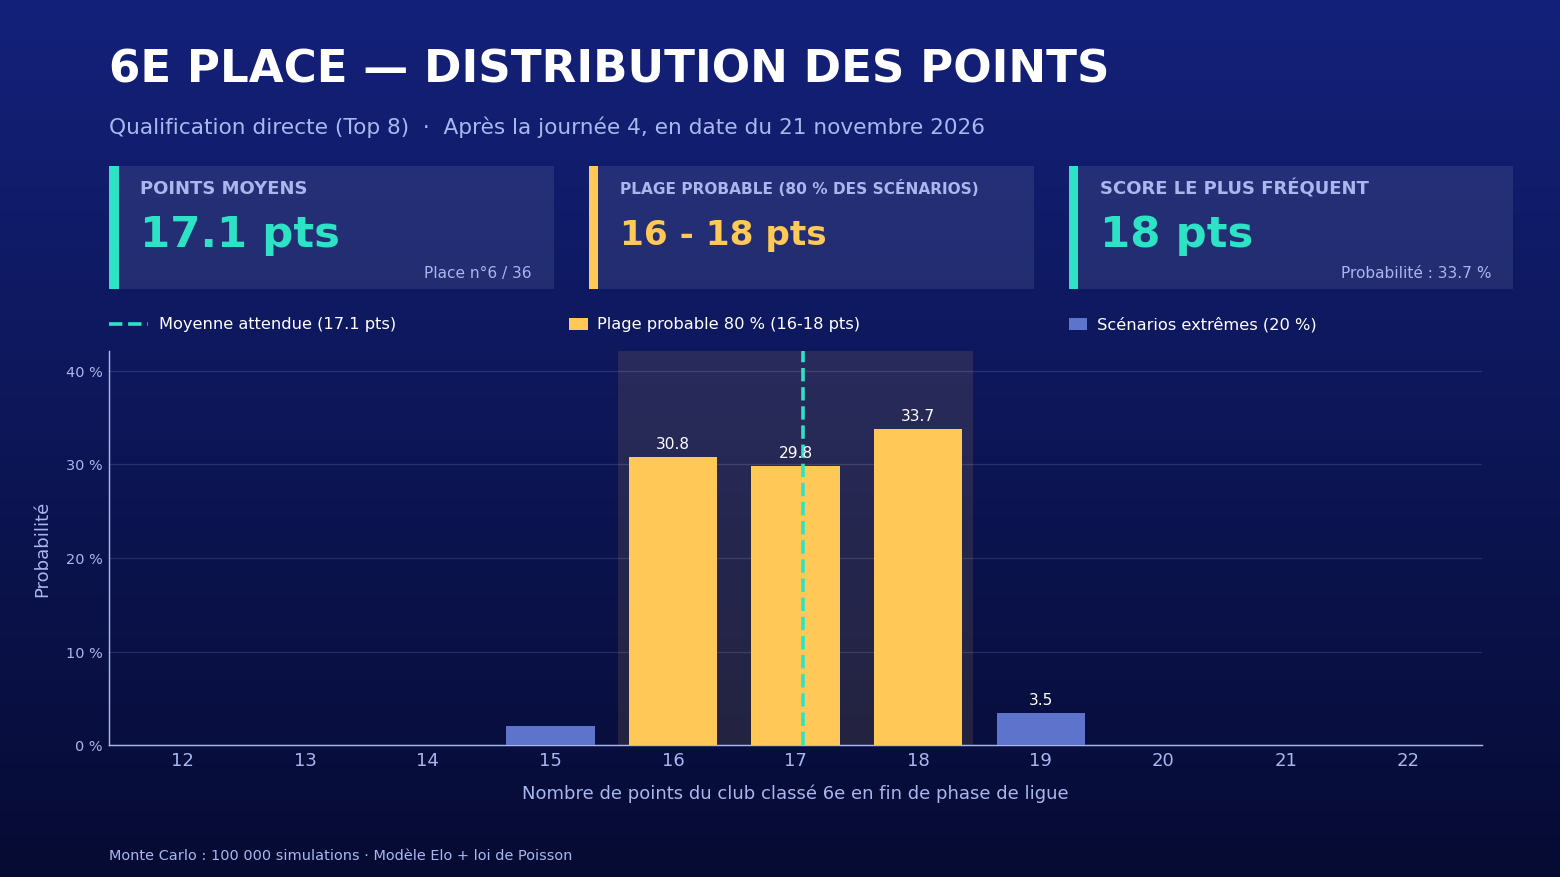 6E PLACE — DISTRIBUTION DES POINTS
Qualification directe (Top 8)  ·  Après la journée 4, en date du 21 novembre 2026
POINTS MOYENS
17.1 pts
Place n°6 / 36
PLAGE PROBABLE (80 % DES SCÉNARIOS)
16 - 18 pts
SCORE LE PLUS FRÉQUENT
18 pts
Probabilité : 33.7 %
Moyenne attendue (17.1 pts)
Plage probable 80 % (16-18 pts)
Scénarios extrêmes (20 %)
Probabilité
40 %
30 %
20 %
10 %
0 %
30.8
29.8
33.7
3.5
12 13 14 15 16 17 18 19 20 21 22
Nombre de points du club classé 6e en fin de phase de ligue
Monte Carlo : 100 000 simulations · Modèle Elo + loi de Poisson